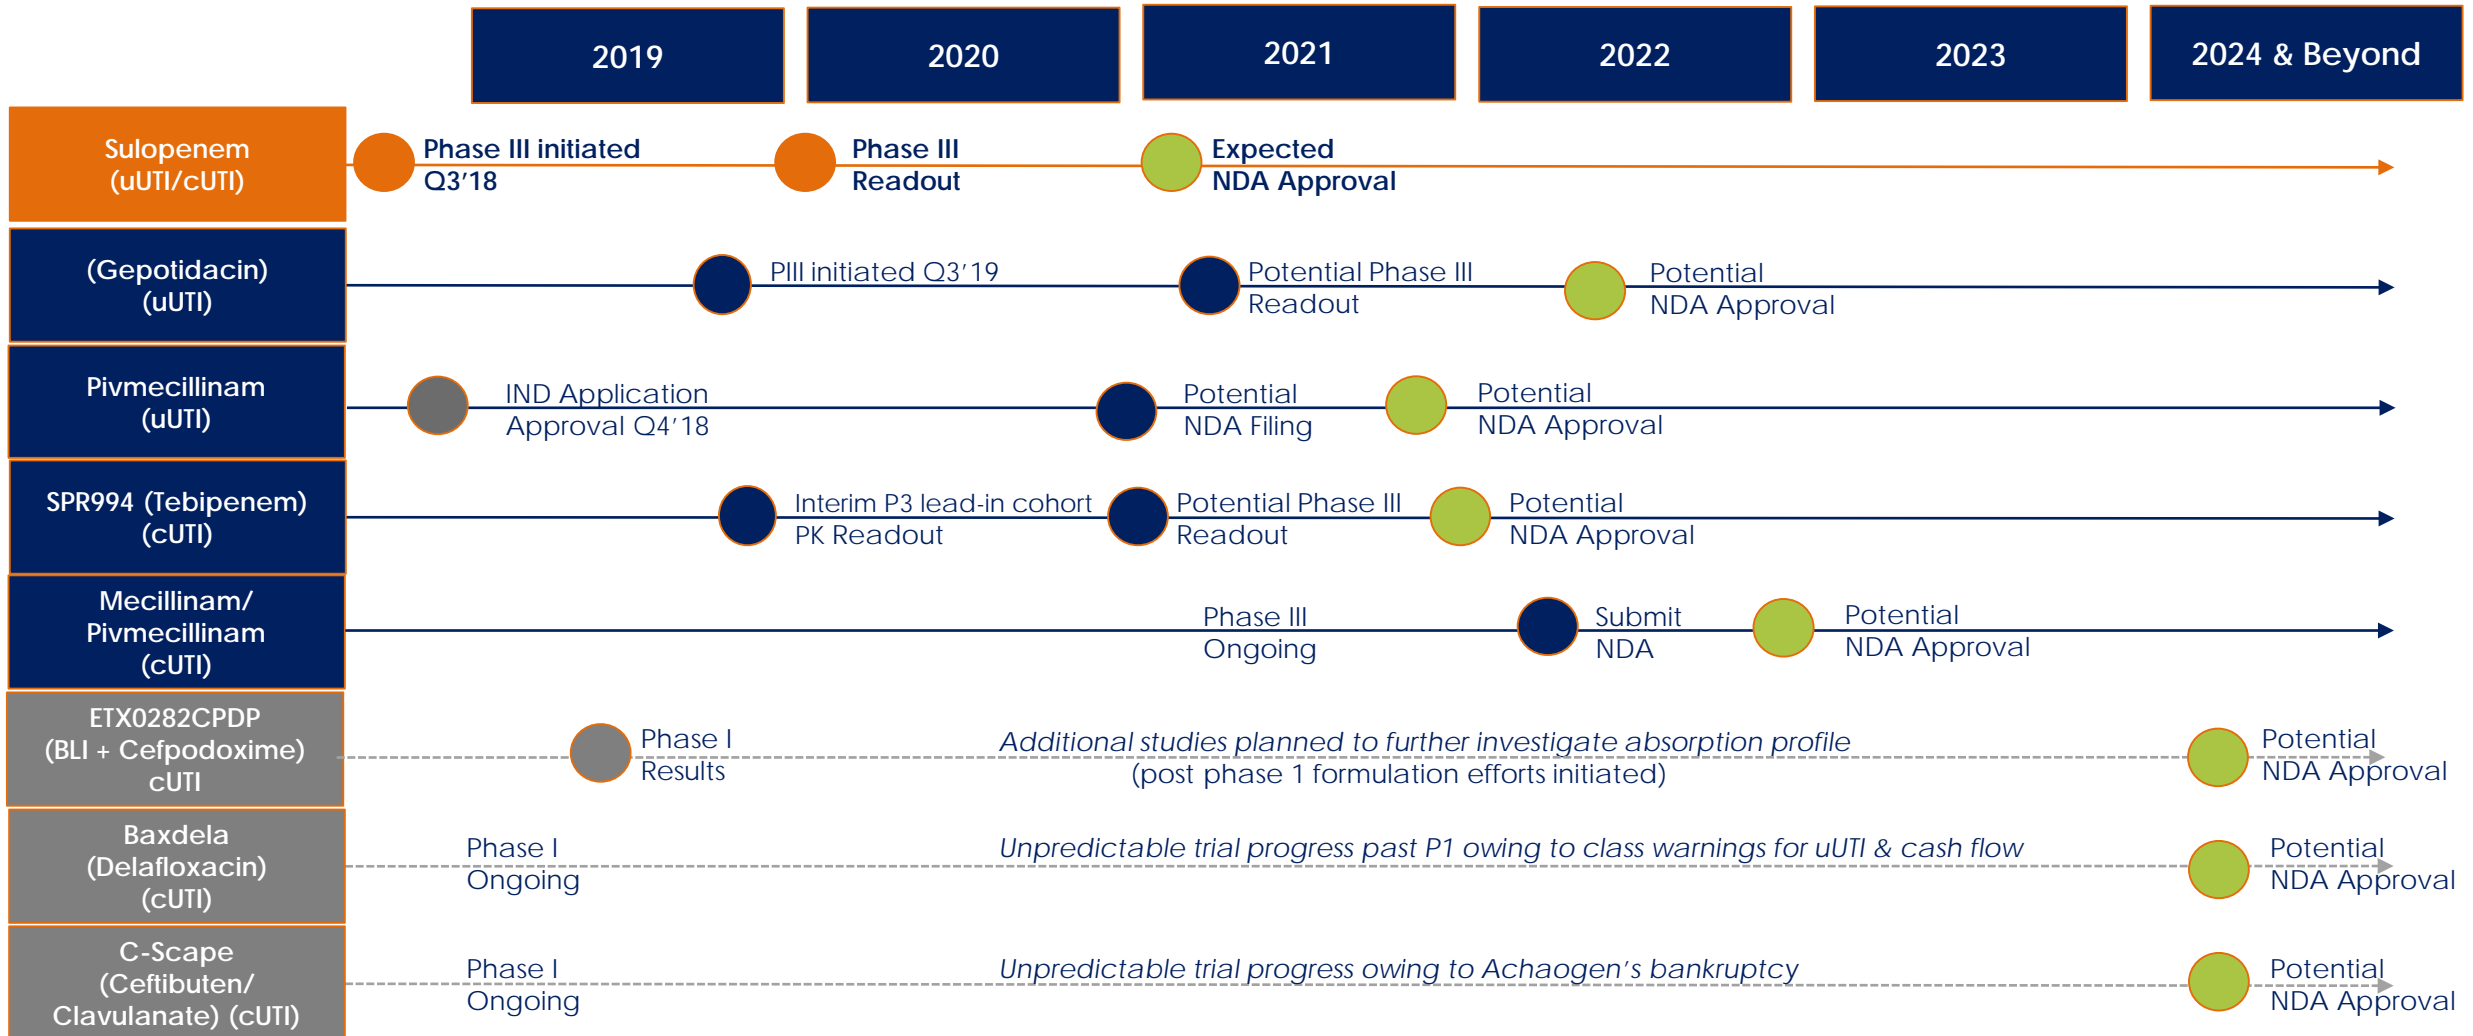 2019
2020
2021
2022
2023
2024 & Beyond
Sulopenem
(uUTI/cUTI)
Phase III initiated
Q3'18
Phase III
Readout
Expected
NDA Approval
(Gepotidacin)
(uUTI)
PIII initiated Q3'19
Potential Phase III
Readout
Potential
NDA Approval
Pivmecillinam
(uUTI)
IND Application
Approval Q4'18
Potential
NDA Filing
Potential
NDA Approval
SPR994 (Tebipenem)
(cUTI)
Interim P3 lead-in cohort
PK Readout
Potential Phase III
Readout
Potential
NDA Approval
Mecillinam/
Pivmecillinam
(cUTI)
Phase III
Ongoing
Submit
NDA
Potential
NDA Approval
ETX0282CPDP
(BLI + Cefpodoxime)
cUTI
Phase I
Results
Additional studies planned to further investigate absorption profile
(post phase 1 formulation efforts initiated)
Potential
NDA Approval
Baxdela
(Delafloxacin)
(cUTI)
Phase I
Ongoing
Unpredictable trial progress past P1 owing to class warnings for uUTI & cash flow
Potential
NDA Approval
C-Scape
(Ceftibuten/
Clavulanate) (cUTI)
Phase I
Ongoing
Unpredictable trial progress owing to Achaogen's bankruptcy
Potential
NDA Approval